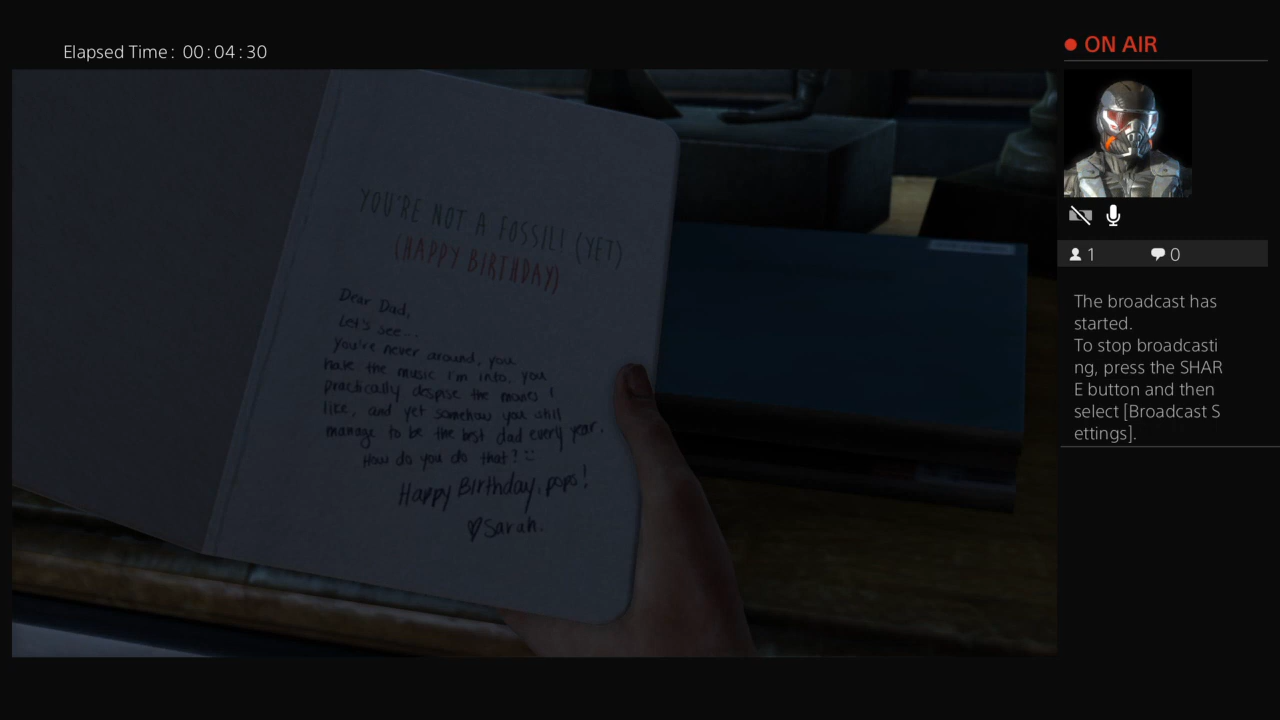 Elapsed Time: 00:04:30
ON AIR
1
0
The broadcast has
started.
To stop broadcasti
ng, press the SHAR
E button and then
select [Broadcast S
ettings].
YOU'RE NOT A FOSSIL! (YET)
(HAPPY BIRTHDAY)
Dear Dad,
Let's see...
you're never around, you
hate the music I'm into, you
practically despise the movies I
like, and yet somehow you still
manage to be the best dad every year.
How do you do that? :)
Happy Birthday, pops!
♡Sarah.